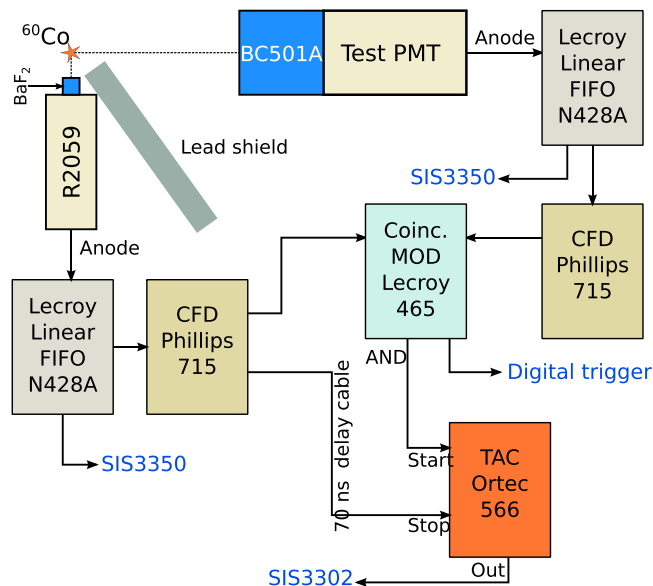 ⁶⁰Co
BaF₂
R2059
Lead shield
BC501A
Test PMT
Anode
Lecroy
Linear
FIFO
N428A
SIS3350
CFD
Phillips
715
Coinc.
MOD
Lecroy
465
Anode
Lecroy
Linear
FIFO
N428A
CFD
Phillips
715
SIS3350
AND
Digital trigger
70 ns delay cable
Start
Stop
TAC
Ortec
566
Out
SIS3302